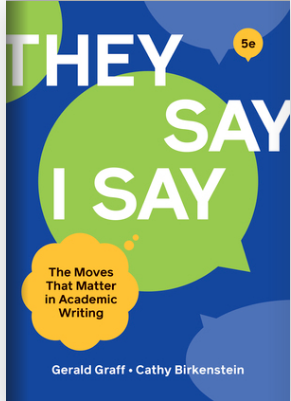 THEY
5e
SAY
I SAY
The Moves
That Matter
in Academic
Writing
Gerald Graff • Cathy Birkenstein